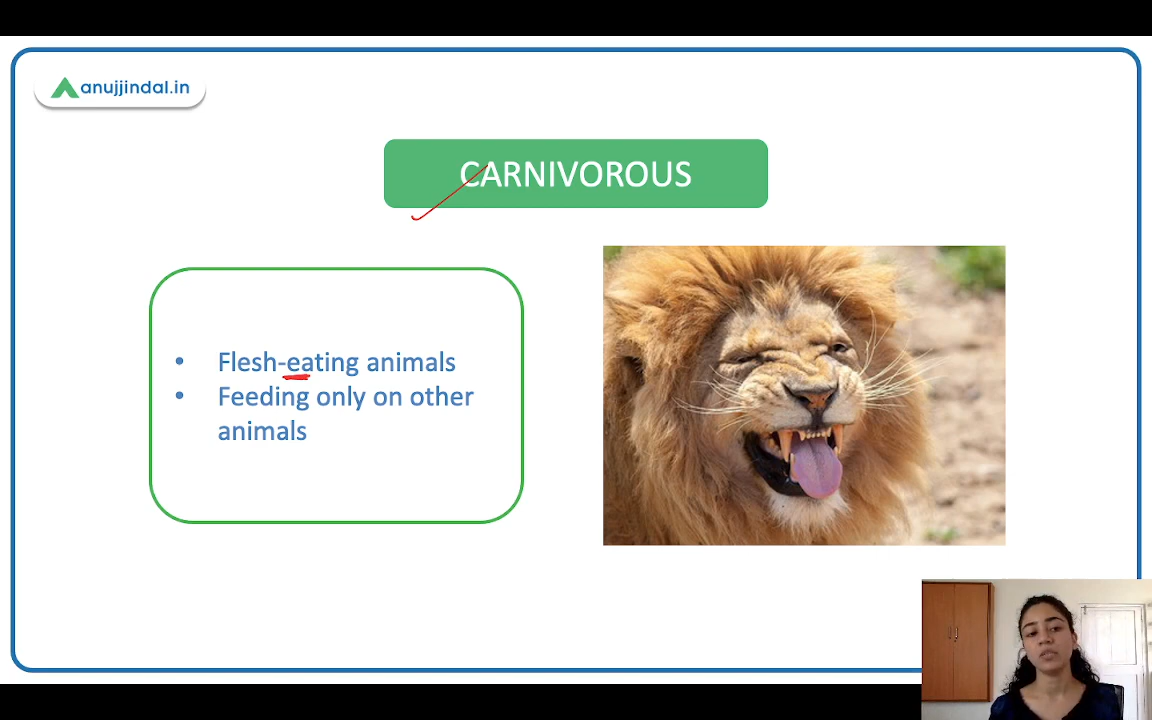 anujjindal.in
CARNIVOROUS
• Flesh-eating animals
• Feeding only on other
animals